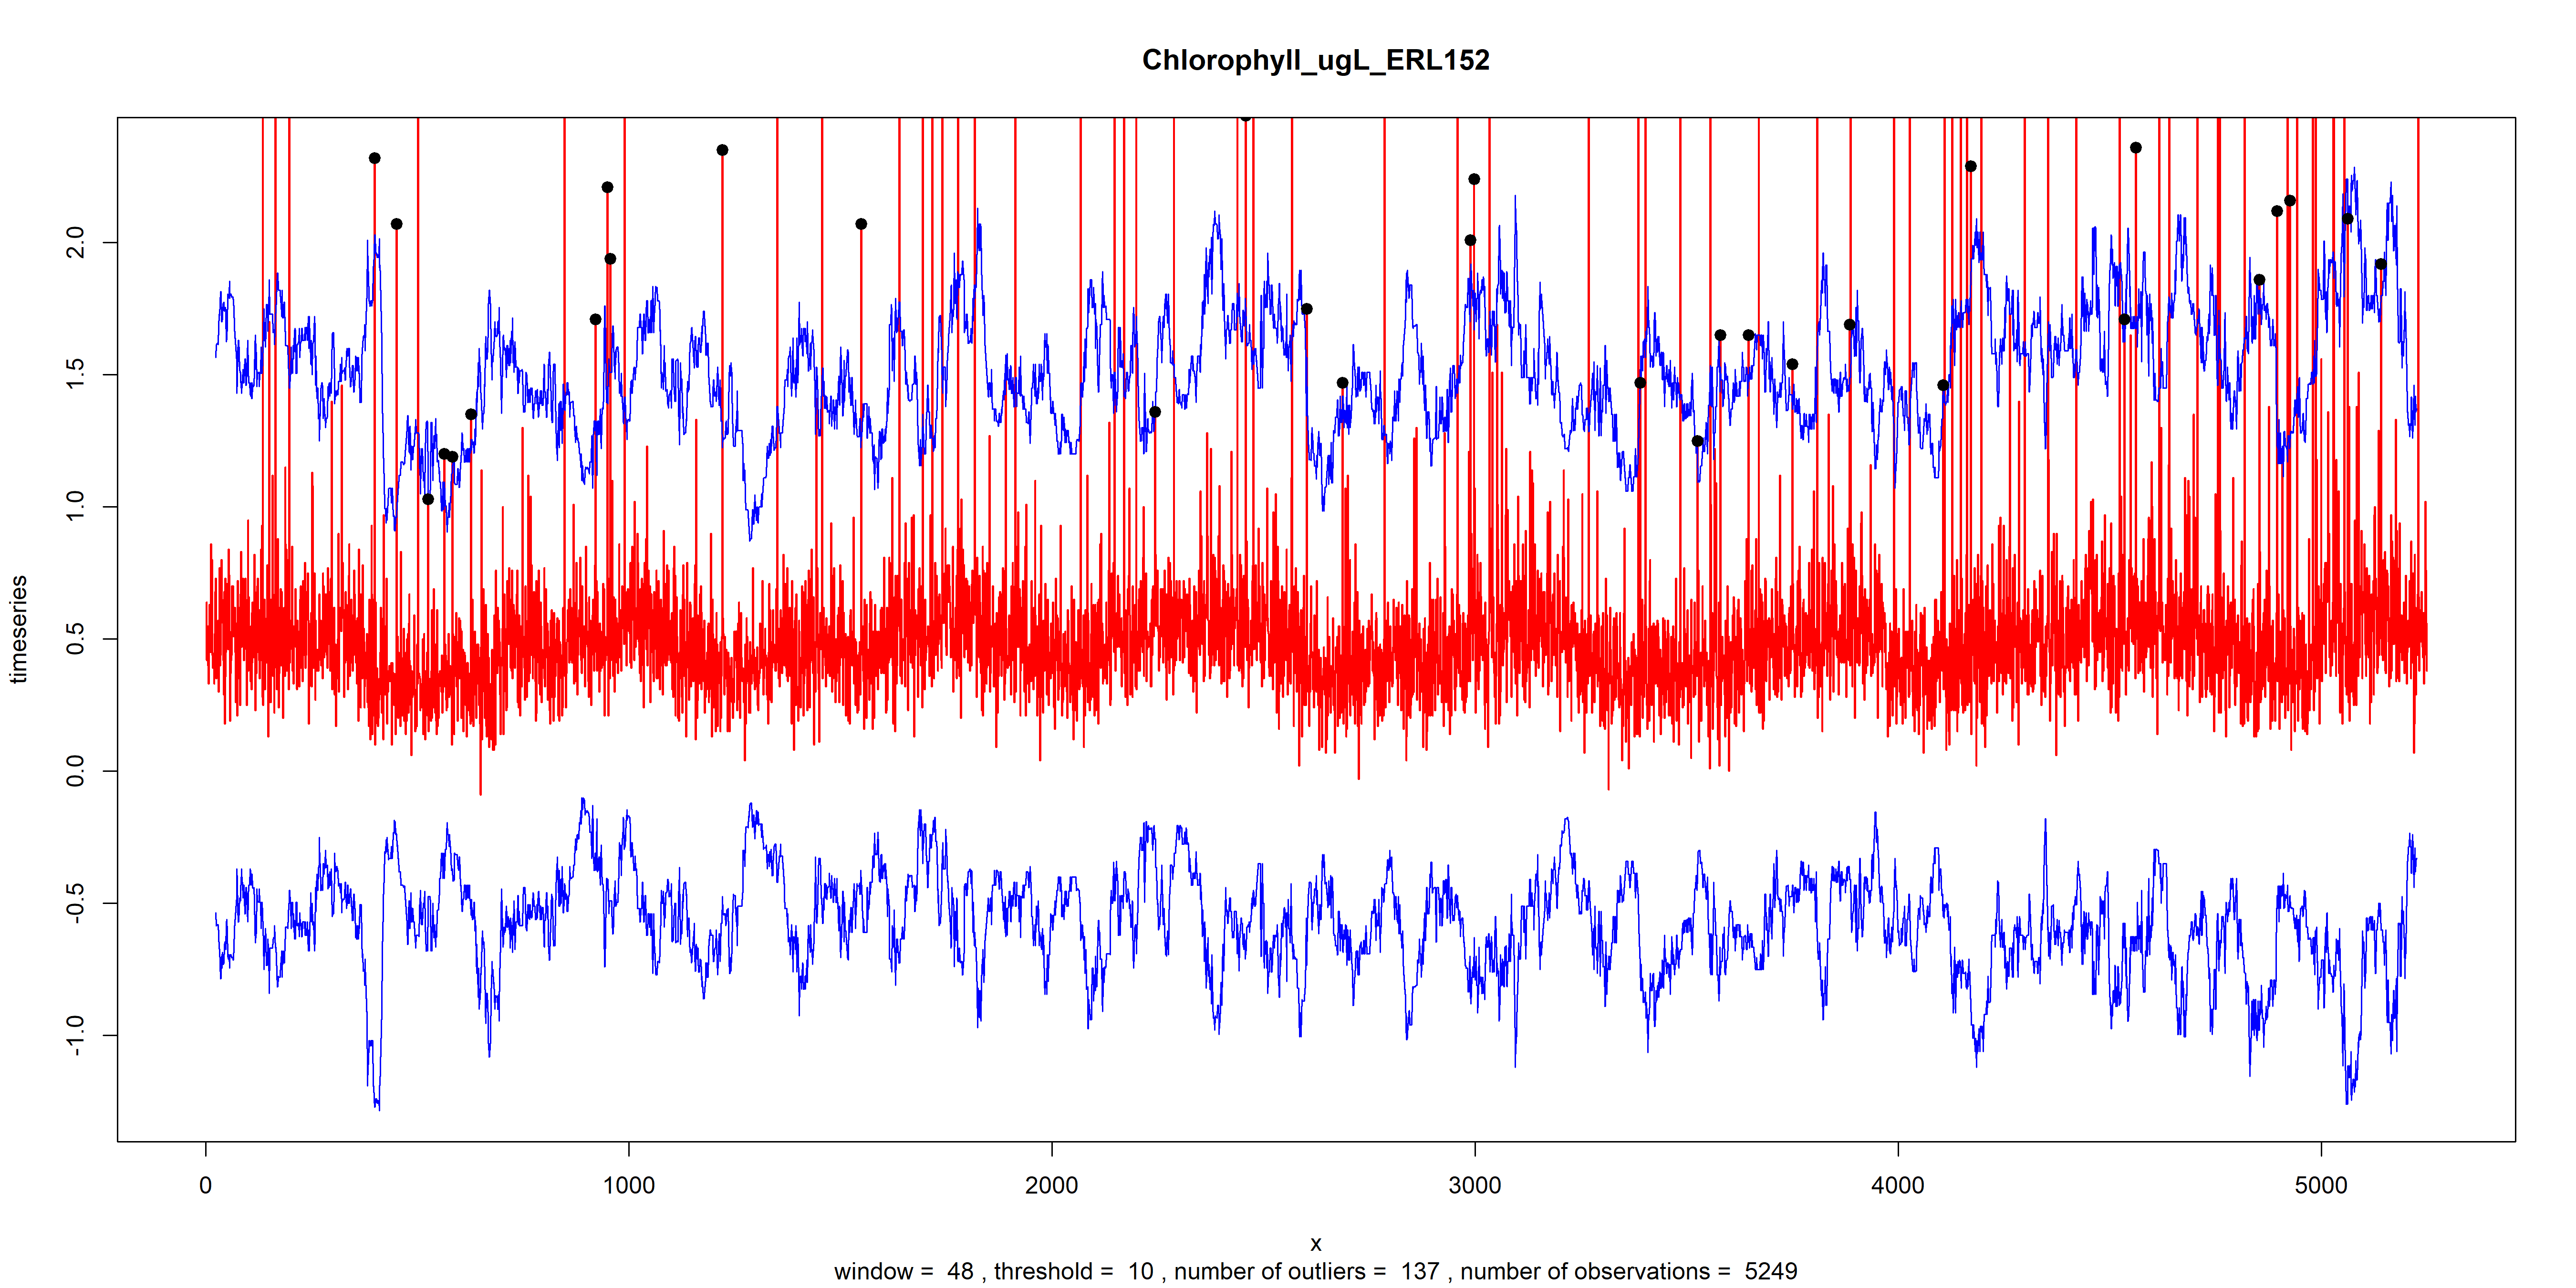 Chlorophyll_ugL_ERL152
timeseries
2.0
1.5
1.0
0.5
0.0
-0.5
-1.0
0 1000 2000 3000 4000 5000
x
window = 48 , threshold = 10 , number of outliers = 137 , number of observations = 5249